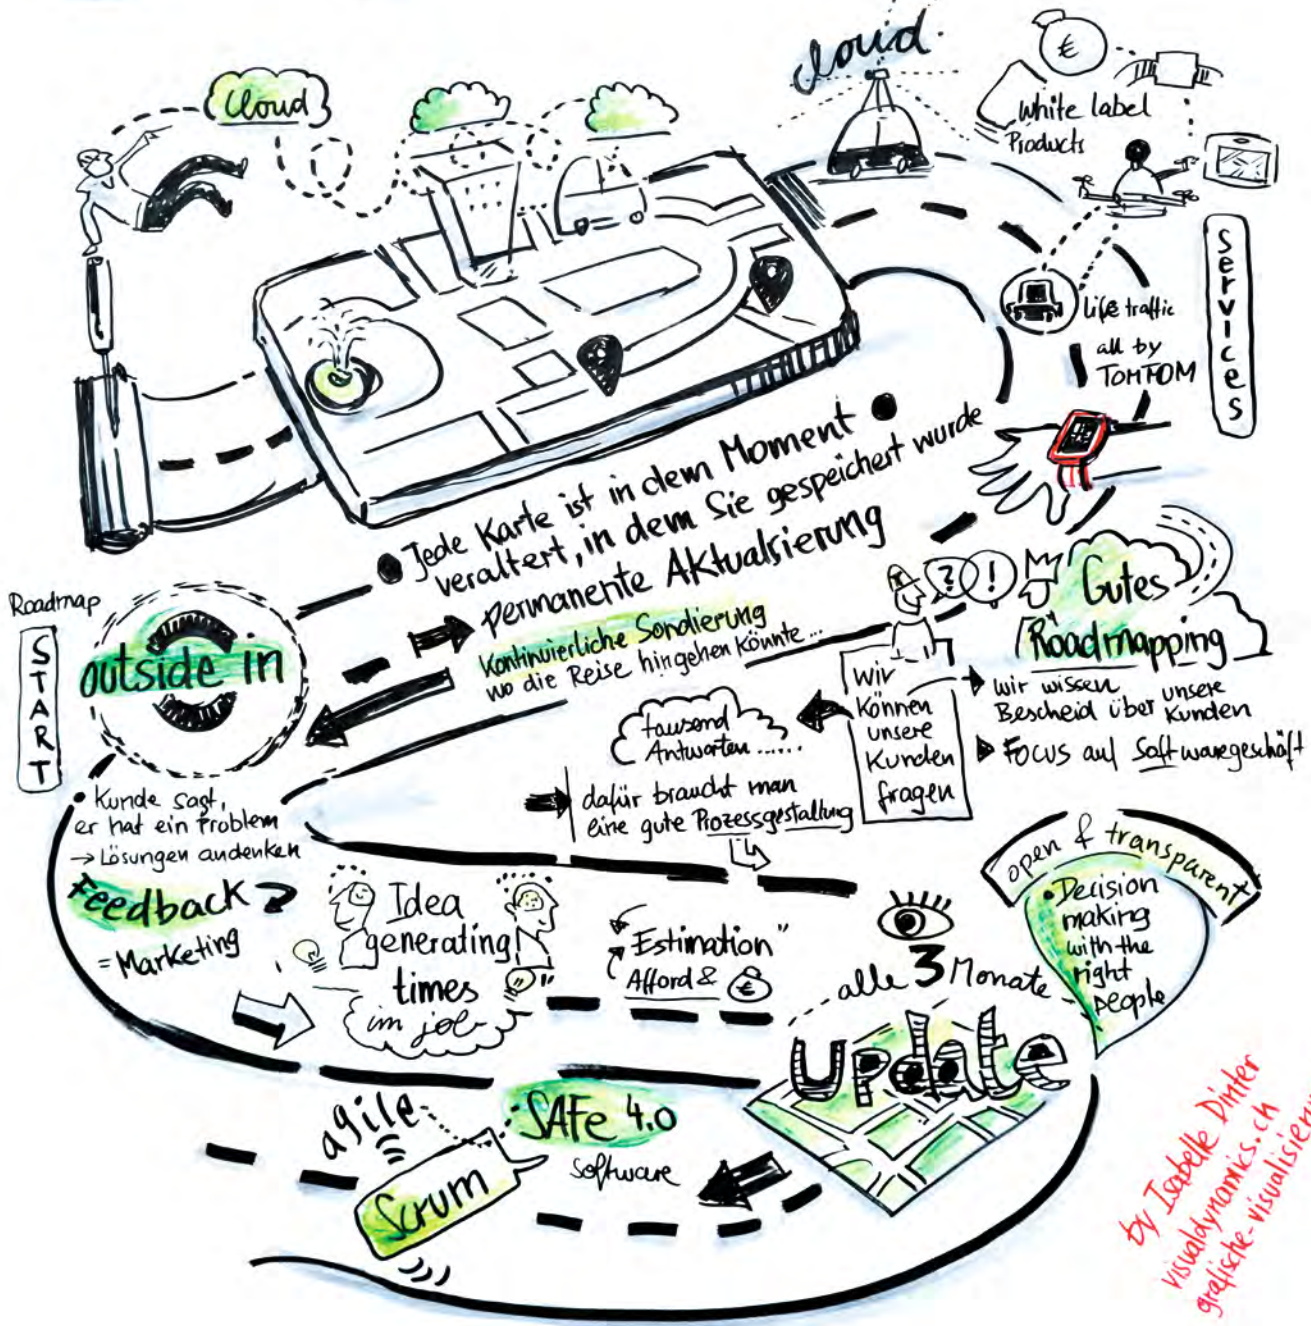 Cloud
Cloud
€
white label
Products
Services
Life traffic
all by
TOMTOM
Jede Karte ist in dem Moment
veraltert, in dem Sie gespeichert wurde
permanente Aktualsierung
Kontinuierliche Sondierung
wo die Reise hingehen könnte...
Roadmap
START
outside in
? !
Gutes
Roadmapping
wir wissen
Bescheid über unsere
Kunden
Focus auf Softwaregeschäft
Wir
können
unsere
Kunden
fragen
tausend
Antworten......
dafür braucht man
eine gute Prozessgestaltung
Kunde sagt,
er hat ein Problem
→ Lösungen andenken
Feedback
= Marketing
Idea
generating
times
im job
"Estimation"
Afford & €
open & transparent
Decision
making
with the
right
people
alle 3 Monate
update
agile
SAFe 4.0
Software
Scrum
by Isabelle Dinter
visualdynamics.ch